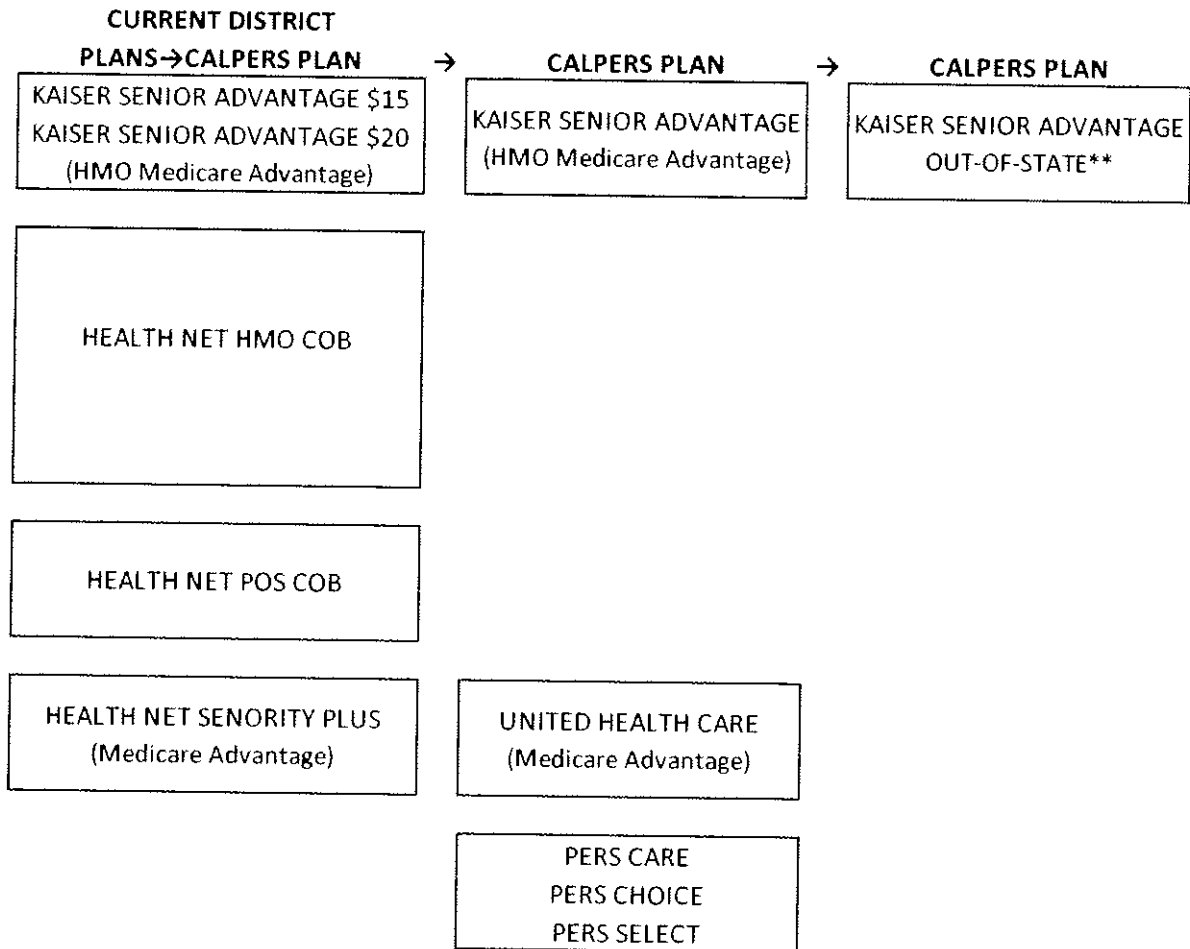 CURRENT DISTRICT
PLANS→CALPERS PLAN → CALPERS PLAN → CALPERS PLAN
KAISER SENIOR ADVANTAGE $15
KAISER SENIOR ADVANTAGE $20
(HMO Medicare Advantage)
KAISER SENIOR ADVANTAGE
(HMO Medicare Advantage)
KAISER SENIOR ADVANTAGE
OUT-OF-STATE**
HEALTH NET HMO COB
HEALTH NET POS COB
HEALTH NET SENORITY PLUS
(Medicare Advantage)
UNITED HEALTH CARE
(Medicare Advantage)
PERS CARE
PERS CHOICE
PERS SELECT